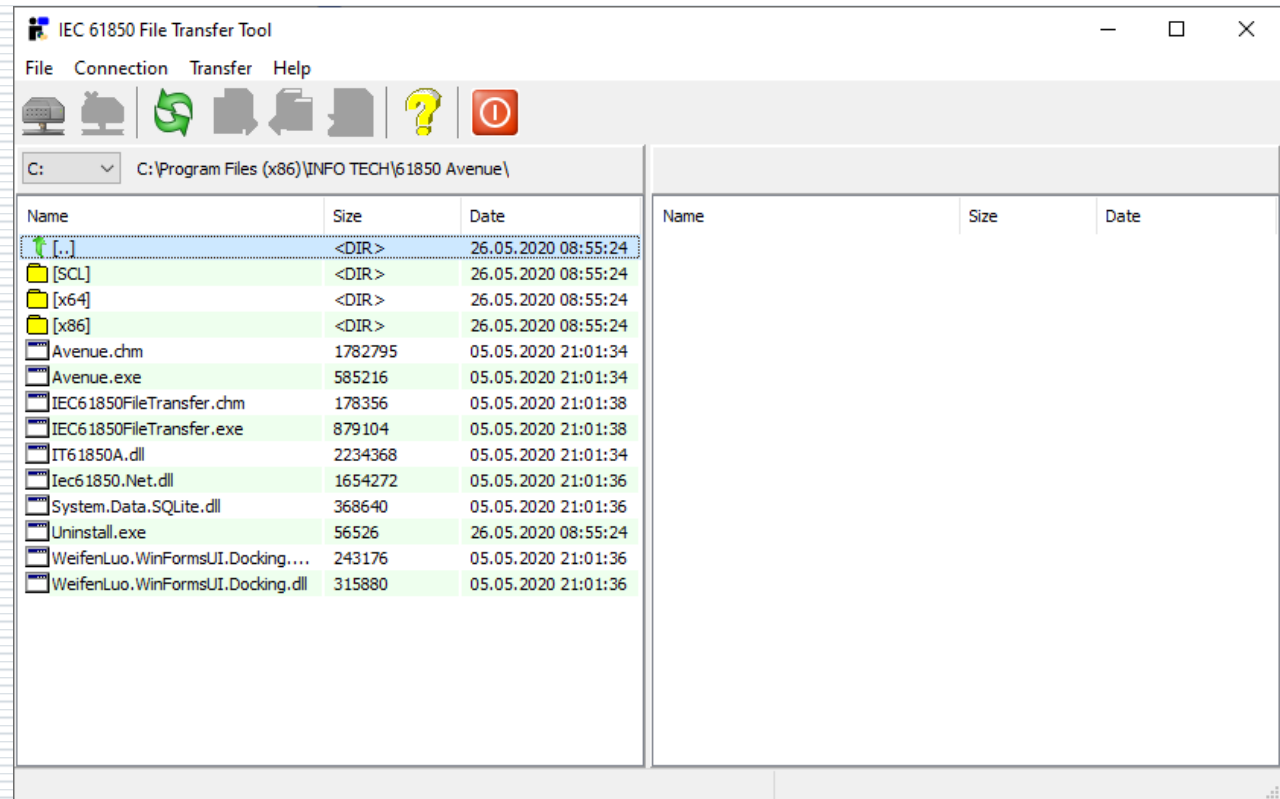 IEC 61850 File Transfer Tool
File Connection Transfer Help
C: C:\Program Files (x86)\INFO TECH\61850 Avenue\
Name Size Date Name Size Date
[..] <DIR> 26.05.2020 08:55:24
[SCL] <DIR> 26.05.2020 08:55:24
[x64] <DIR> 26.05.2020 08:55:24
[x86] <DIR> 26.05.2020 08:55:24
Avenue.chm 1782795 05.05.2020 21:01:34
Avenue.exe 585216 05.05.2020 21:01:34
IEC61850FileTransfer.chm 178356 05.05.2020 21:01:38
IEC61850FileTransfer.exe 879104 05.05.2020 21:01:38
IT61850A.dll 2234368 05.05.2020 21:01:34
Iec61850.Net.dll 1654272 05.05.2020 21:01:36
System.Data.SQLite.dll 368640 05.05.2020 21:01:36
Uninstall.exe 56526 26.05.2020 08:55:24
WeifenLuo.WinFormsUI.Docking.... 243176 05.05.2020 21:01:36
WeifenLuo.WinFormsUI.Docking.dll 315880 05.05.2020 21:01:36